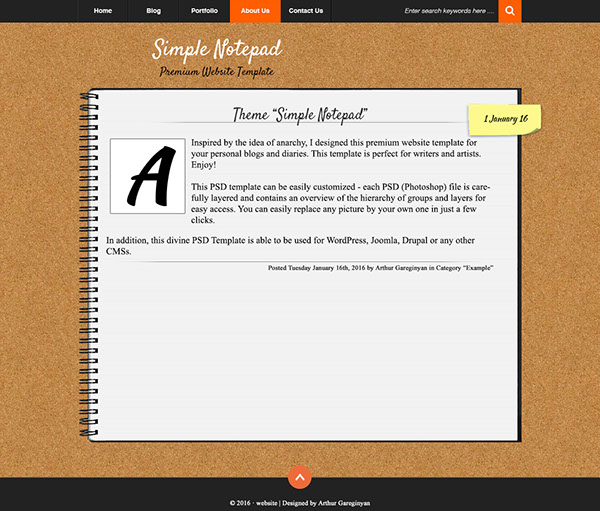 Home Blog Portfolio About Us Contact Us Enter search keywords here ....
Simple Notepad
Premium Website Template
Theme “Simple Notepad”
1 January 16
A
Inspired by the idea of anarchy, I designed this premium website template for
your personal blogs and diaries. This template is perfect for writers and artists.
Enjoy!
This PSD template can be easily customized - each PSD (Photoshop) file is care-
fully layered and contains an overview of the hierarchy of groups and layers for
easy access. You can easily replace any picture by your own one in just a few
clicks.
In addition, this divine PSD Template is able to be used for WordPress, Joomla, Drupal or any other
CMSs.
Posted Tuesday January 16th, 2016 by Arthur Gareginyan in Category “Example”
© 2016 · website | Designed by Arthur Gareginyan